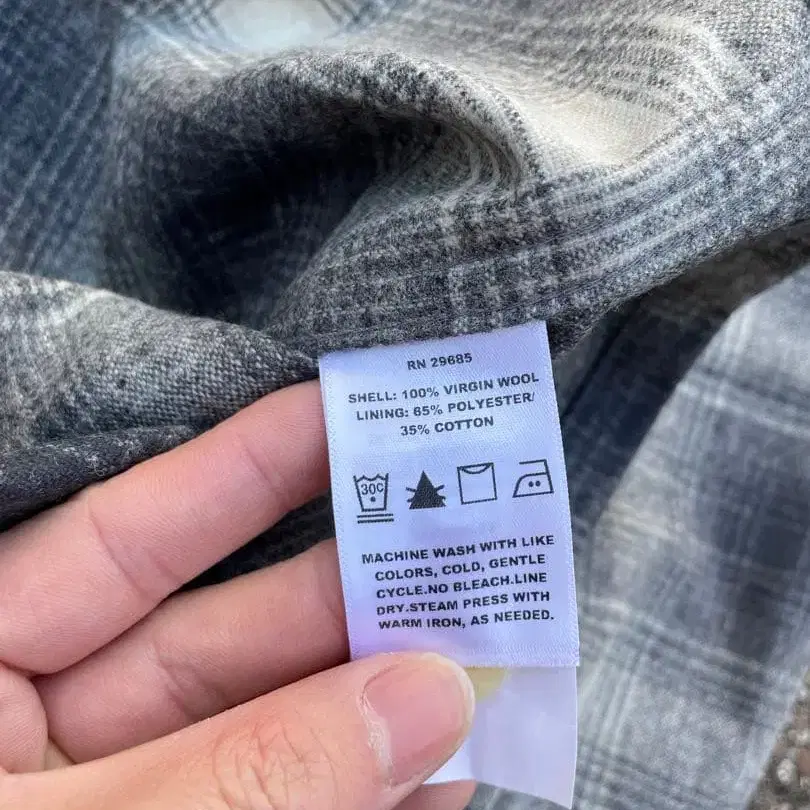 RN 29685
SHELL: 100% VIRGIN WOOL
LINING: 65% POLYESTER/
35% COTTON
30C
MACHINE WASH WITH LIKE
COLORS, COLD, GENTLE
CYCLE.NO BLEACH.LINE
DRY.STEAM PRESS WITH
WARM IRON, AS NEEDED.